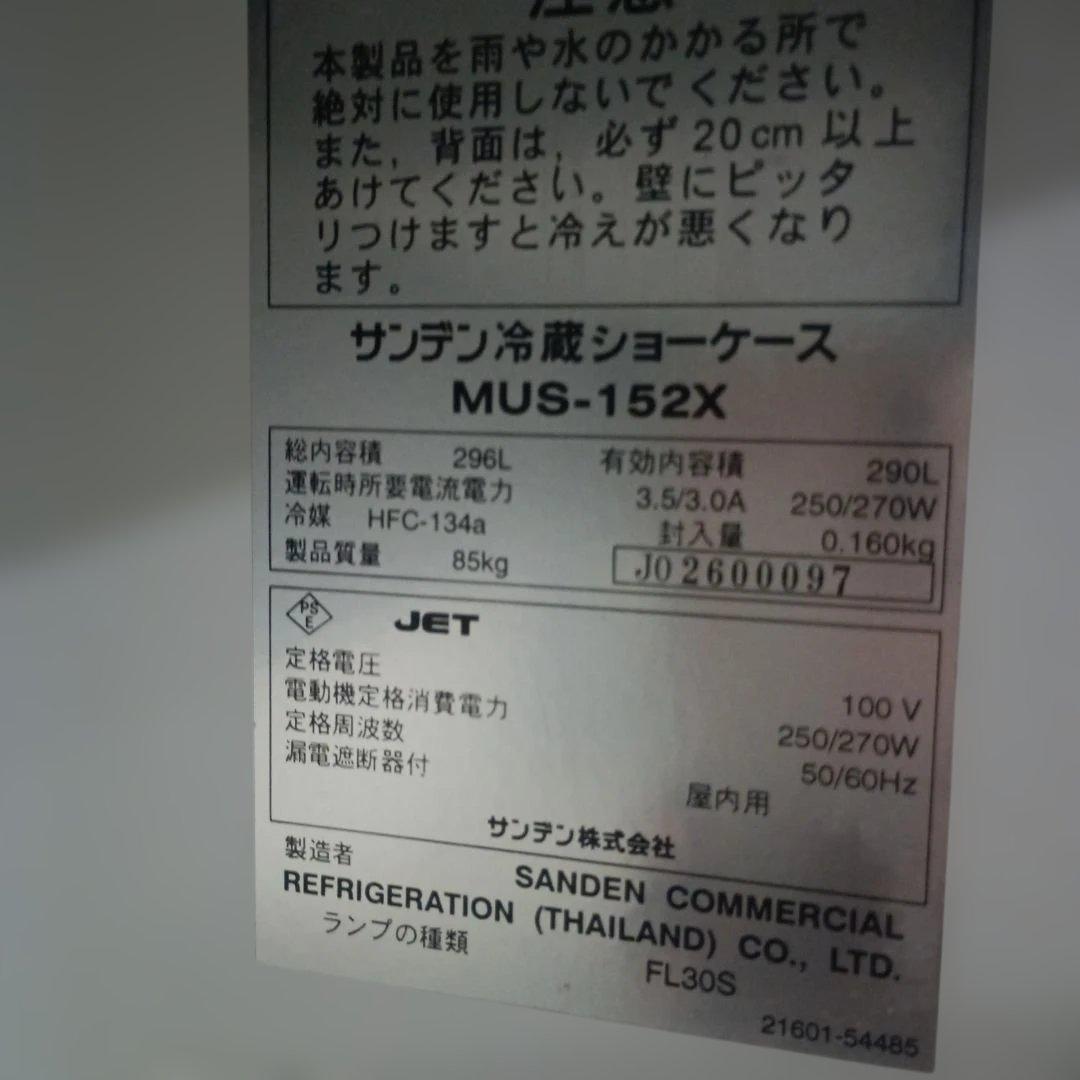 注意
本製品を雨や水のかかる所で
絶対に使用しないでください。
また，背面は，必ず20cm以上
あけてください。壁にピッタ
リつけますと冷えが悪くなり
ます。
サンデン冷蔵ショーケース
MUS-152X
総内容積 296L 有効内容積 290L
運転時所要電流電力 3.5/3.0A 250/270W
冷媒 HFC-134a 封入量 0.160kg
製品質量 85kg J02600097
PSE JET
定格電圧 100 V
電動機定格消費電力 250/270W
定格周波数 50/60Hz
漏電遮断器付 屋内用
サンデン株式会社
製造者 SANDEN COMMERCIAL
REFRIGERATION (THAILAND) CO., LTD.
ランプの種類 FL30S
21601-54485